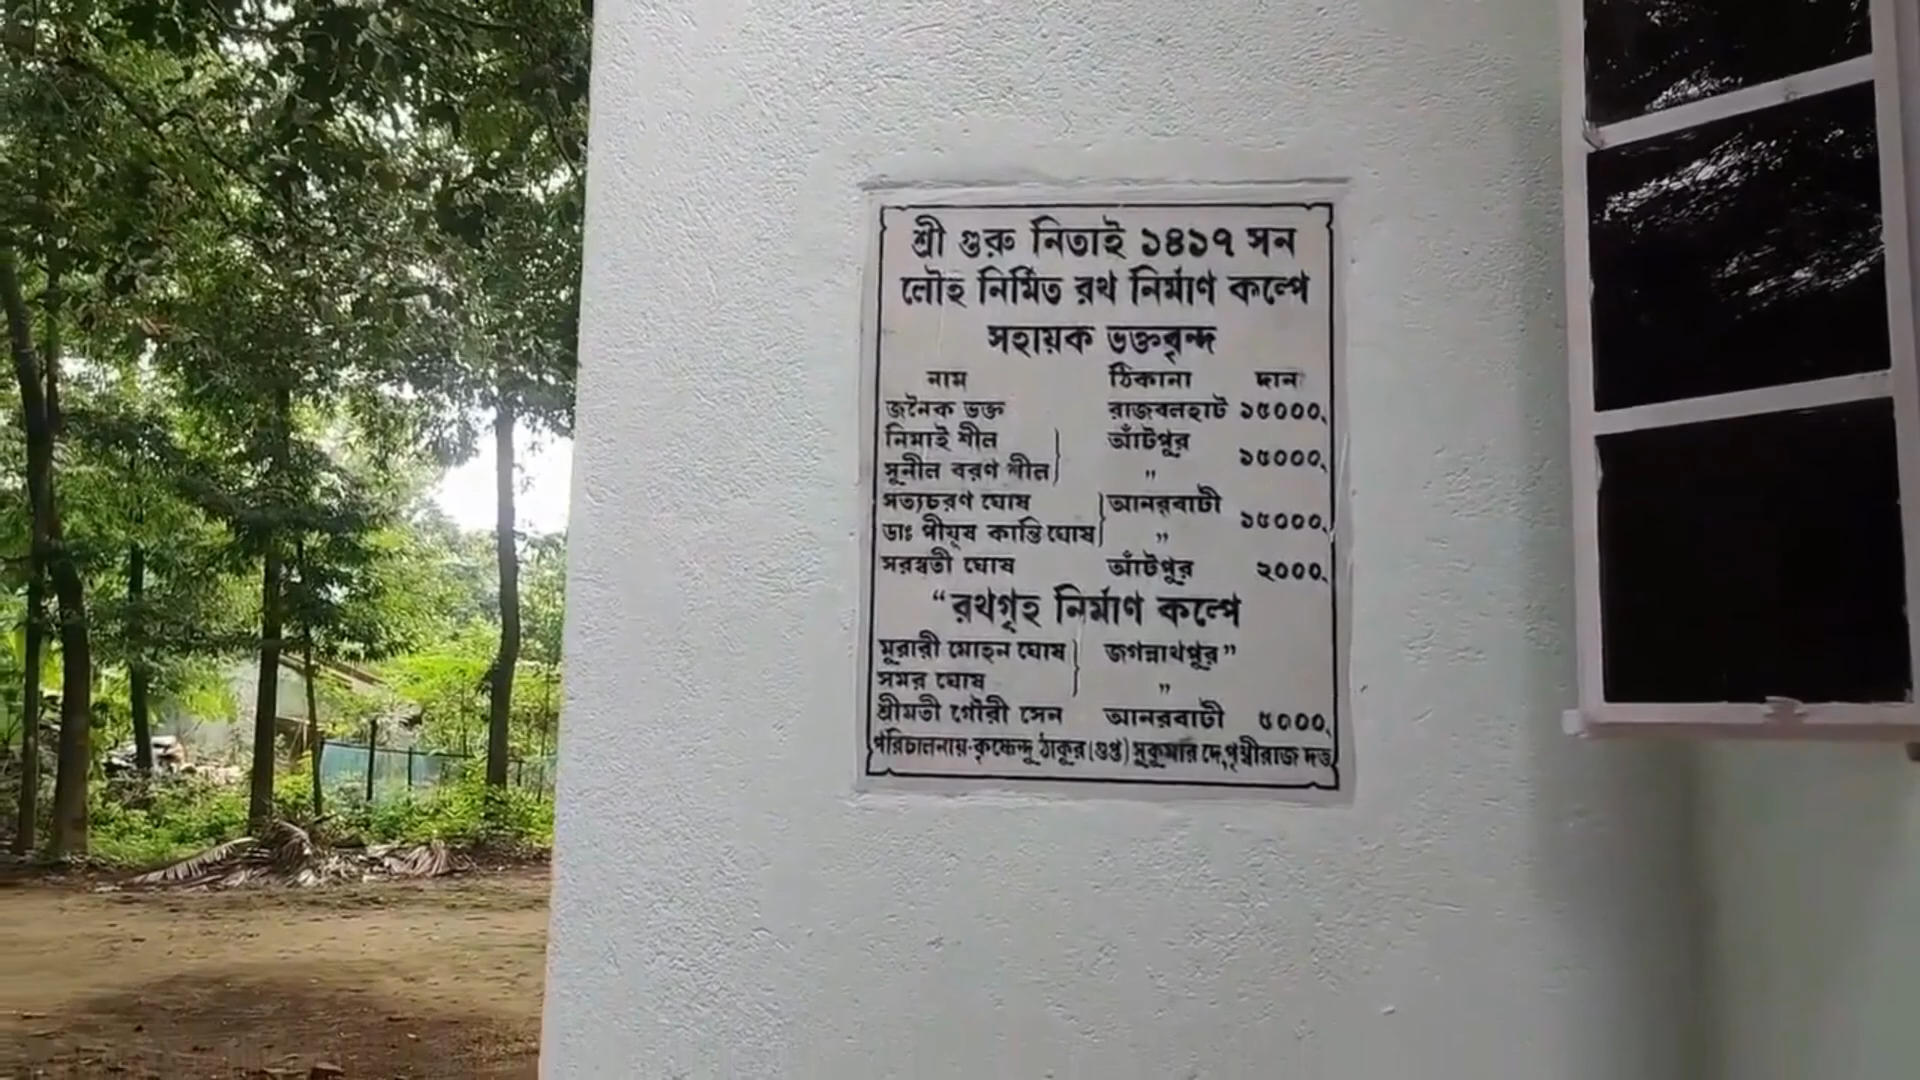 শ্রী গুরু নিতাই ১৪১৭ সন
লৌহ নির্মিত রথ নির্মাণ কল্পে
সহায়ক ভক্তবৃন্দ
নাম ঠিকানা দান
জনৈক ভক্ত রাজবলহাট ১৫০০০
নিমাই শীল আঁটপুর
সুনীল বরণ শীল " ১৫০০০
সত্যচরণ ঘোষ আনরবাটী
ডাঃ পীযূষ কান্তি ঘোষ " ১৫০০০
সরস্বতী ঘোষ আঁটপুর ২০০০
"রথগৃহ নির্মাণ কল্পে
মুরারী মোহন ঘোষ জগন্নাথপুর"
সমর ঘোষ "
শ্রীমতী গৌরী সেন আনরবাটী ৫০০০
পরিচালনায়-কৃষ্ণেন্দু ঠাকুর (গুপ্ত) সুকুমার দে, পৃথ্বীরাজ দত্ত